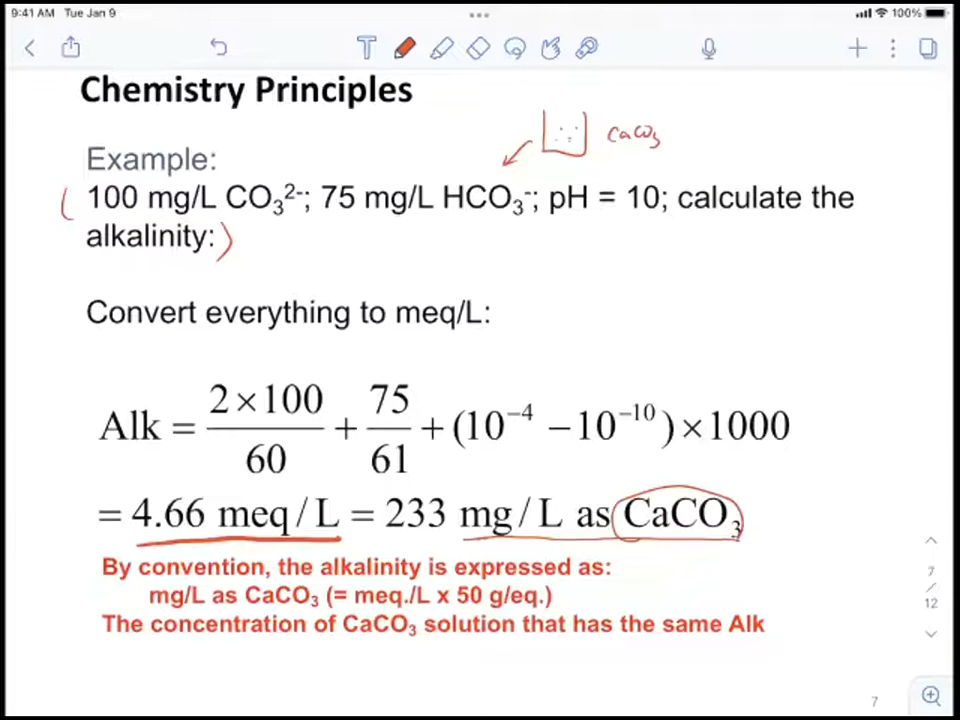 9:41 AM Tue Jan 9
100%
Chemistry Principles
CaCO₃
Example:
100 mg/L CO₃²⁻; 75 mg/L HCO₃⁻; pH = 10; calculate the
alkalinity:
Convert everything to meq/L:
Alk = 2×100/60 + 75/61 + (10⁻⁴ − 10⁻¹⁰) × 1000
= 4.66 meq / L = 233 mg / L as CaCO₃
By convention, the alkalinity is expressed as:
mg/L as CaCO₃ (= meq./L x 50 g/eq.)
The concentration of CaCO₃ solution that has the same Alk
7
/
12
7